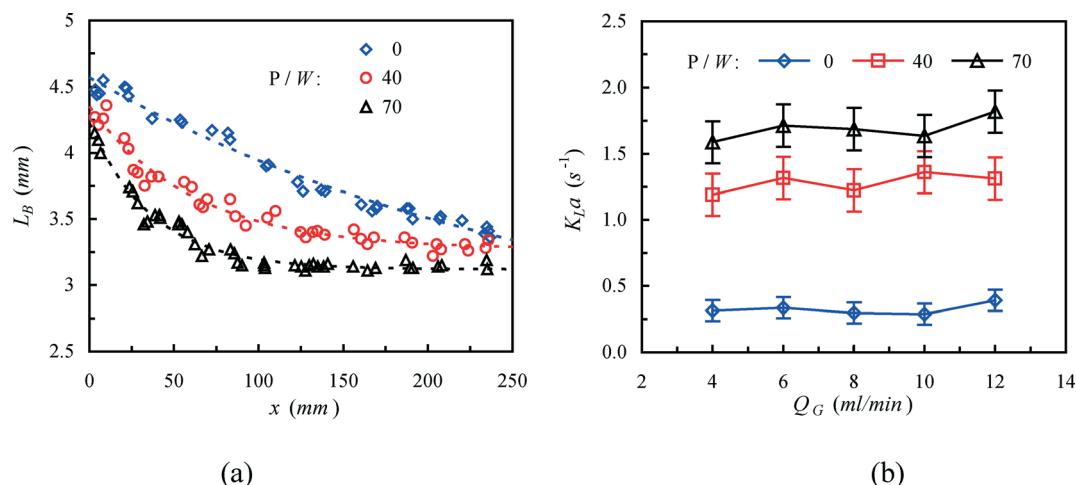 5
4.5
4
3.5
3
2.5
L_B (mm)
0 50 100 150 200 250
x (mm)
P / W:
0
40
70
(a)
2.5
2.0
1.5
1.0
0.5
0.0
K_L a (s⁻¹)
2 4 6 8 10 12 14
Q_G (ml/min)
P / W: 0 40 70
(b)